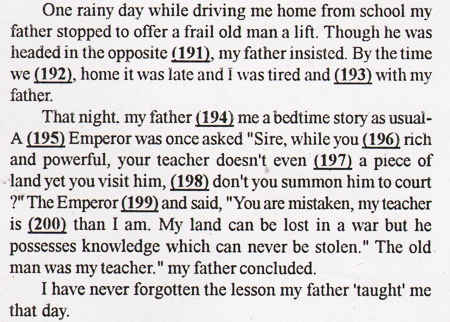 One rainy day while driving me home from school my
father stopped to offer a frail old man a lift. Though he was
headed in the opposite (191), my father insisted. By the time
we (192), home it was late and I was tired and (193) with my
father.
That night. my father (194) me a bedtime story as usual-
A (195) Emperor was once asked "Sire, while you (196) rich
and powerful, your teacher doesn't even (197) a piece of
land yet you visit him, (198) don't you summon him to court
?" The Emperor (199) and said, "You are mistaken, my teacher
is (200) than I am. My land can be lost in a war but he
possesses knowledge which can never be stolen." The old
man was my teacher." my father concluded.
I have never forgotten the lesson my father 'taught' me
that day.